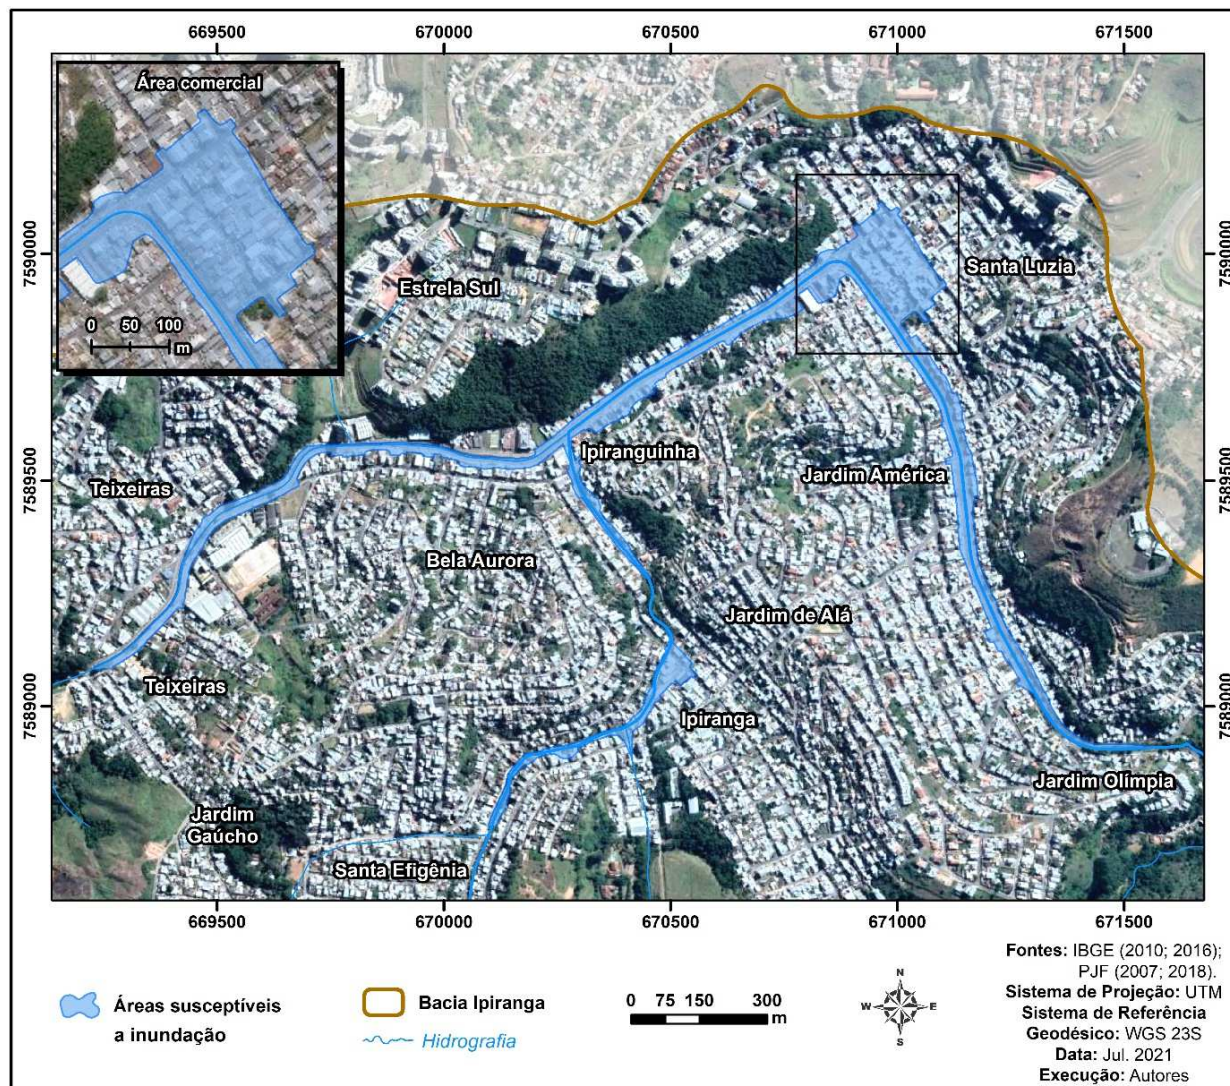 669500 670000 670500 671000 671500
Área comercial
7590000
7590000
Santa Luzia
Estrela Sul
0 50 100
m
Ipiranguinha
Jardim América
7589500
7589500
Teixeiras
Bela Aurora
Jardim de Alá
Teixeiras
7589000
7589000
Ipiranga
Jardim Olímpia
Jardim
Gaúcho
Santa Efigênia
669500 670000 670500 671000 671500
Áreas susceptíveis
a inundação
Bacia Ipiranga
Hidrografia
0 75 150 300
m
N
W E
S
Fontes: IBGE (2010; 2016);
PJF (2007; 2018).
Sistema de Projeção: UTM
Sistema de Referência
Geodésico: WGS 23S
Data: Jul. 2021
Execução: Autores